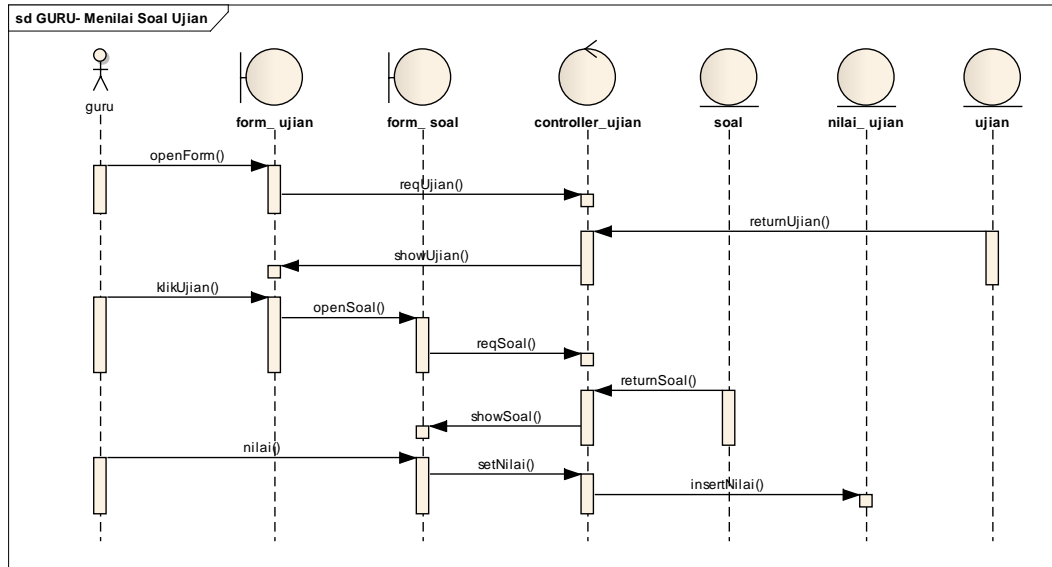 sd GURU- Menilai Soal Ujian
guru
form_ ujian
form_ soal
controller_ujian
soal
nilai_ ujian
ujian
openForm()
reqUjian()
returnUjian()
showUjian()
klikUjian()
openSoal()
reqSoal()
returnSoal()
showSoal()
nilai()
setNilai()
insertNilai()